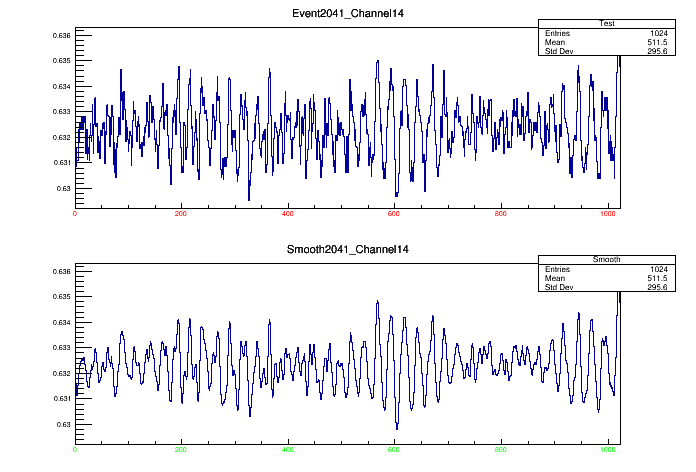 Event2041_Channel14
Test
Entries 1024
Mean 511.5
Std Dev 295.6
0.636
0.635
0.634
0.633
0.632
0.631
0.63
0 200 400 600 800 1000
Smooth2041_Channel14
Smooth
Entries 1024
Mean 511.5
Std Dev 295.6
0.636
0.635
0.634
0.633
0.632
0.631
0.63
0 200 400 600 800 1000